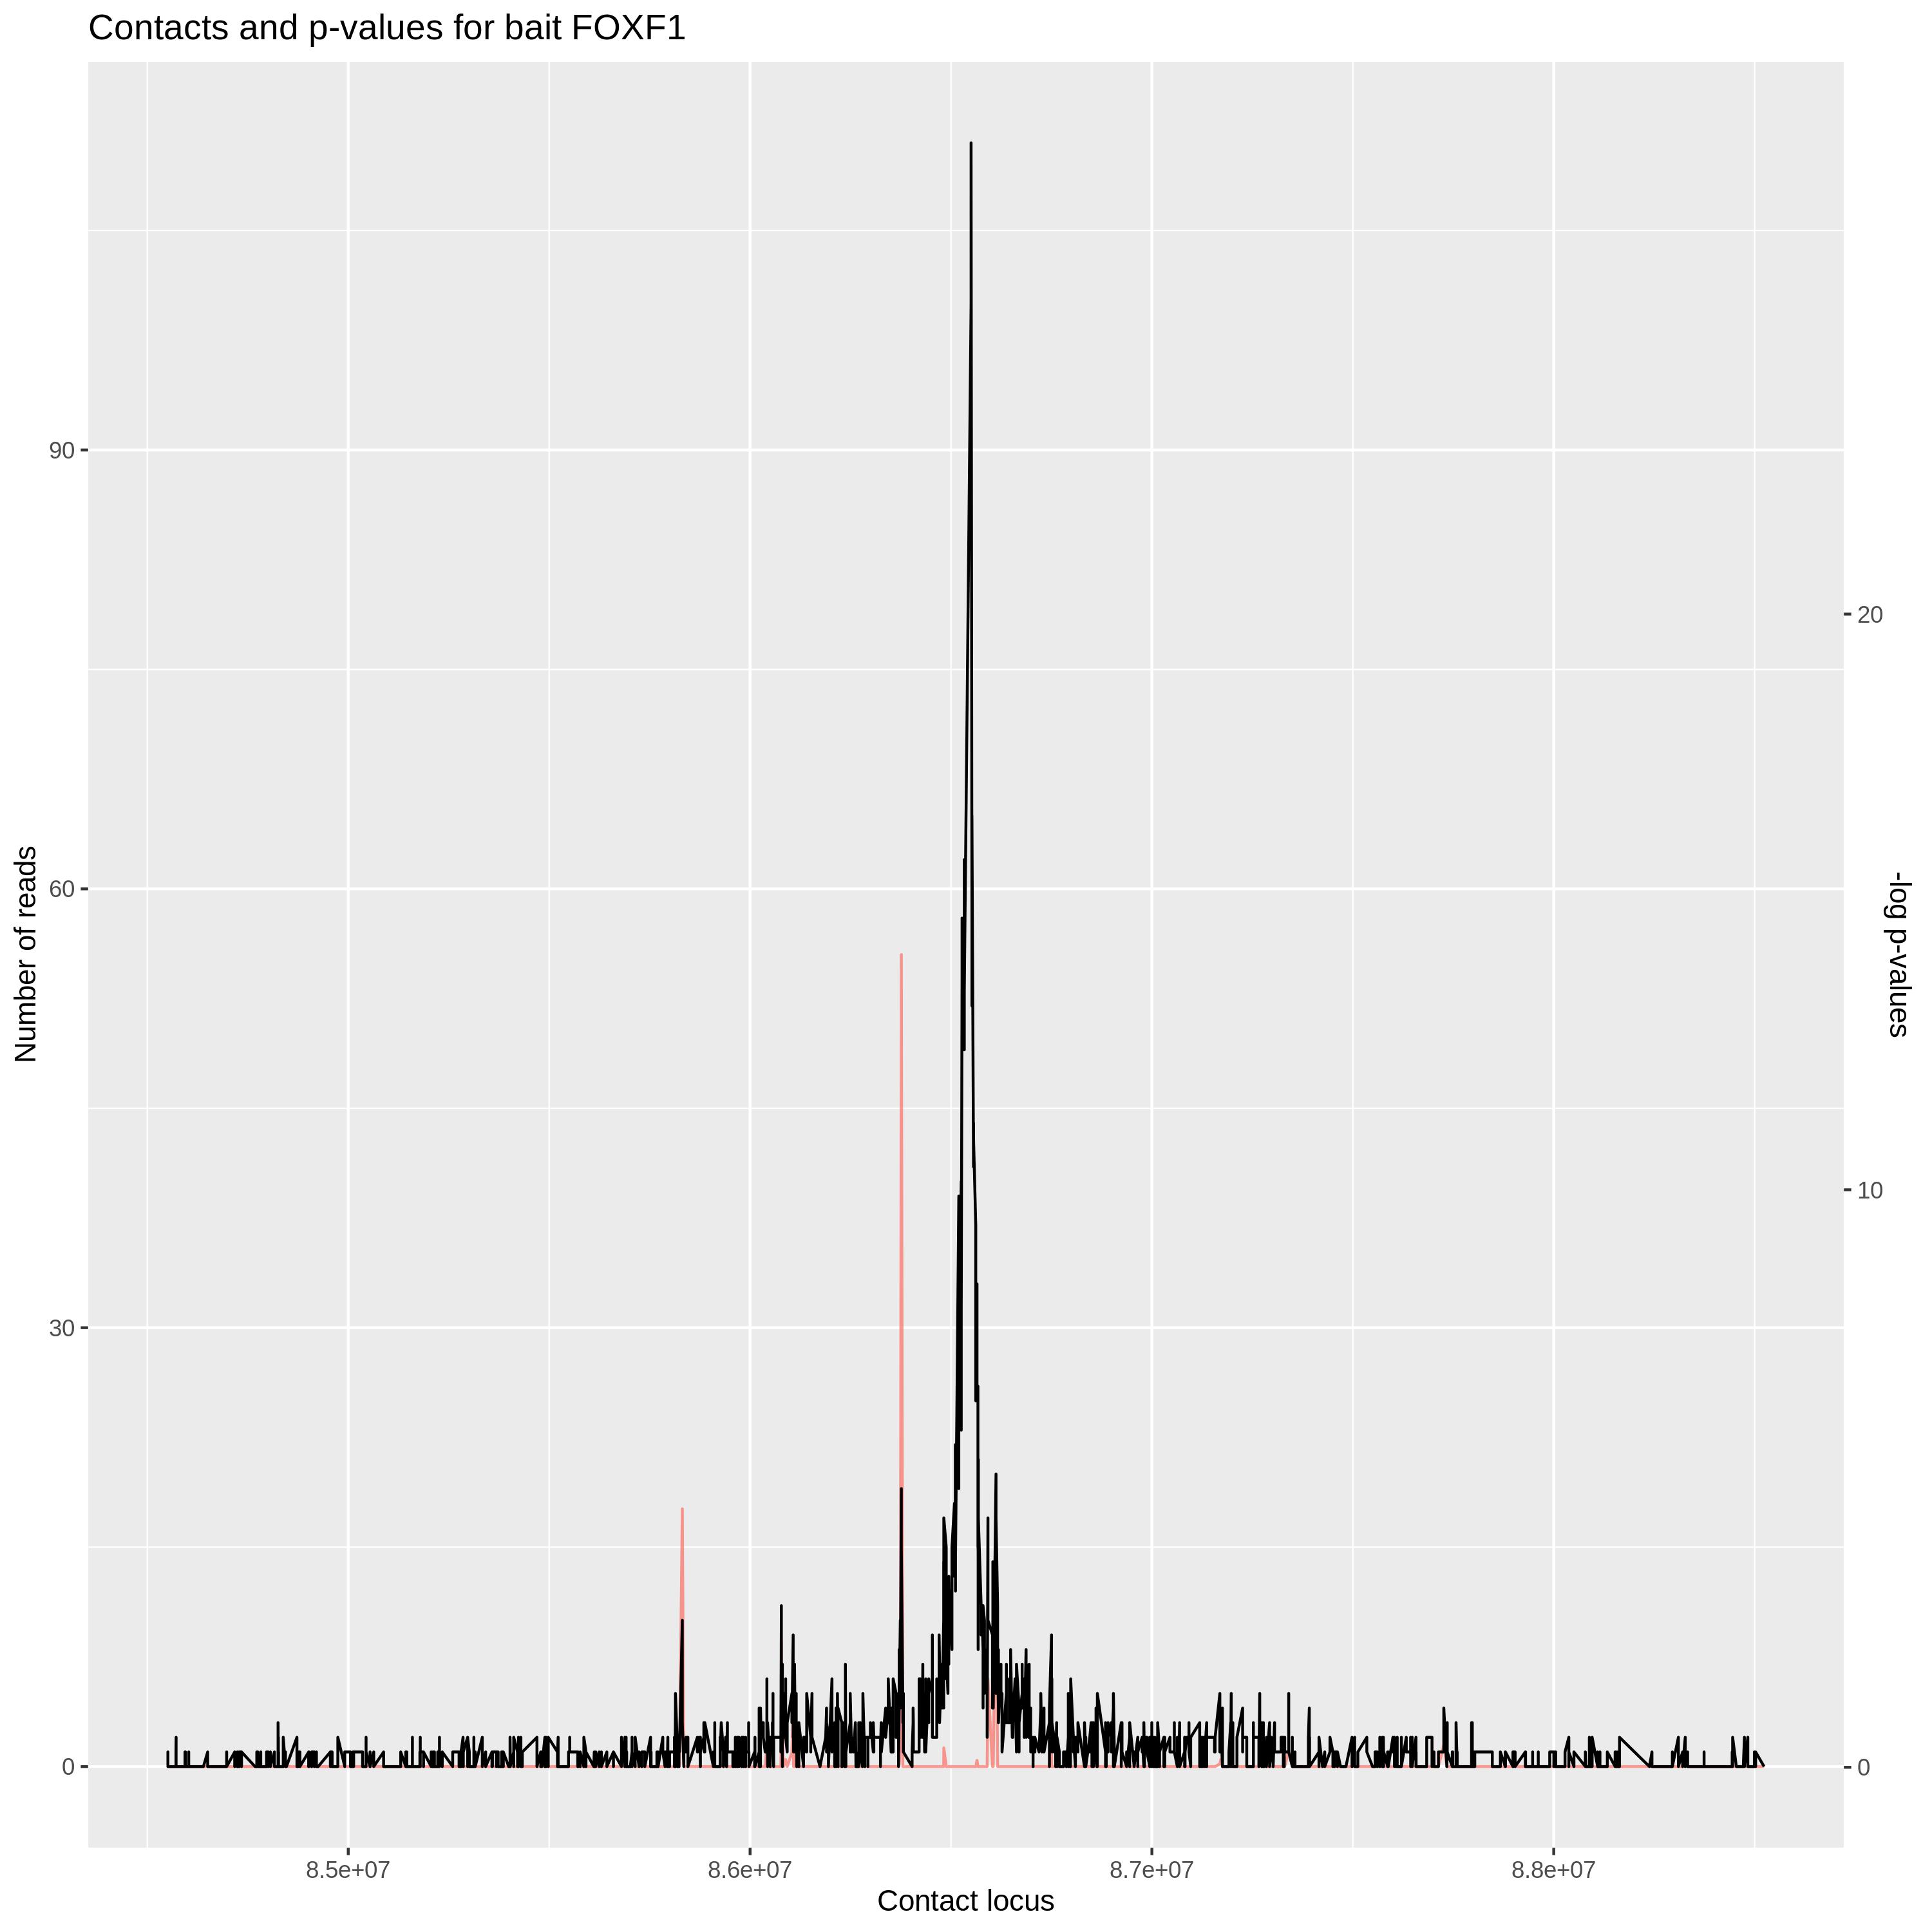 Contacts and p-values for bait FOXF1
90
60
30
0
Number of reads
20
10
0
-log p-values
8.5e+07
8.6e+07
8.7e+07
8.8e+07
Contact locus